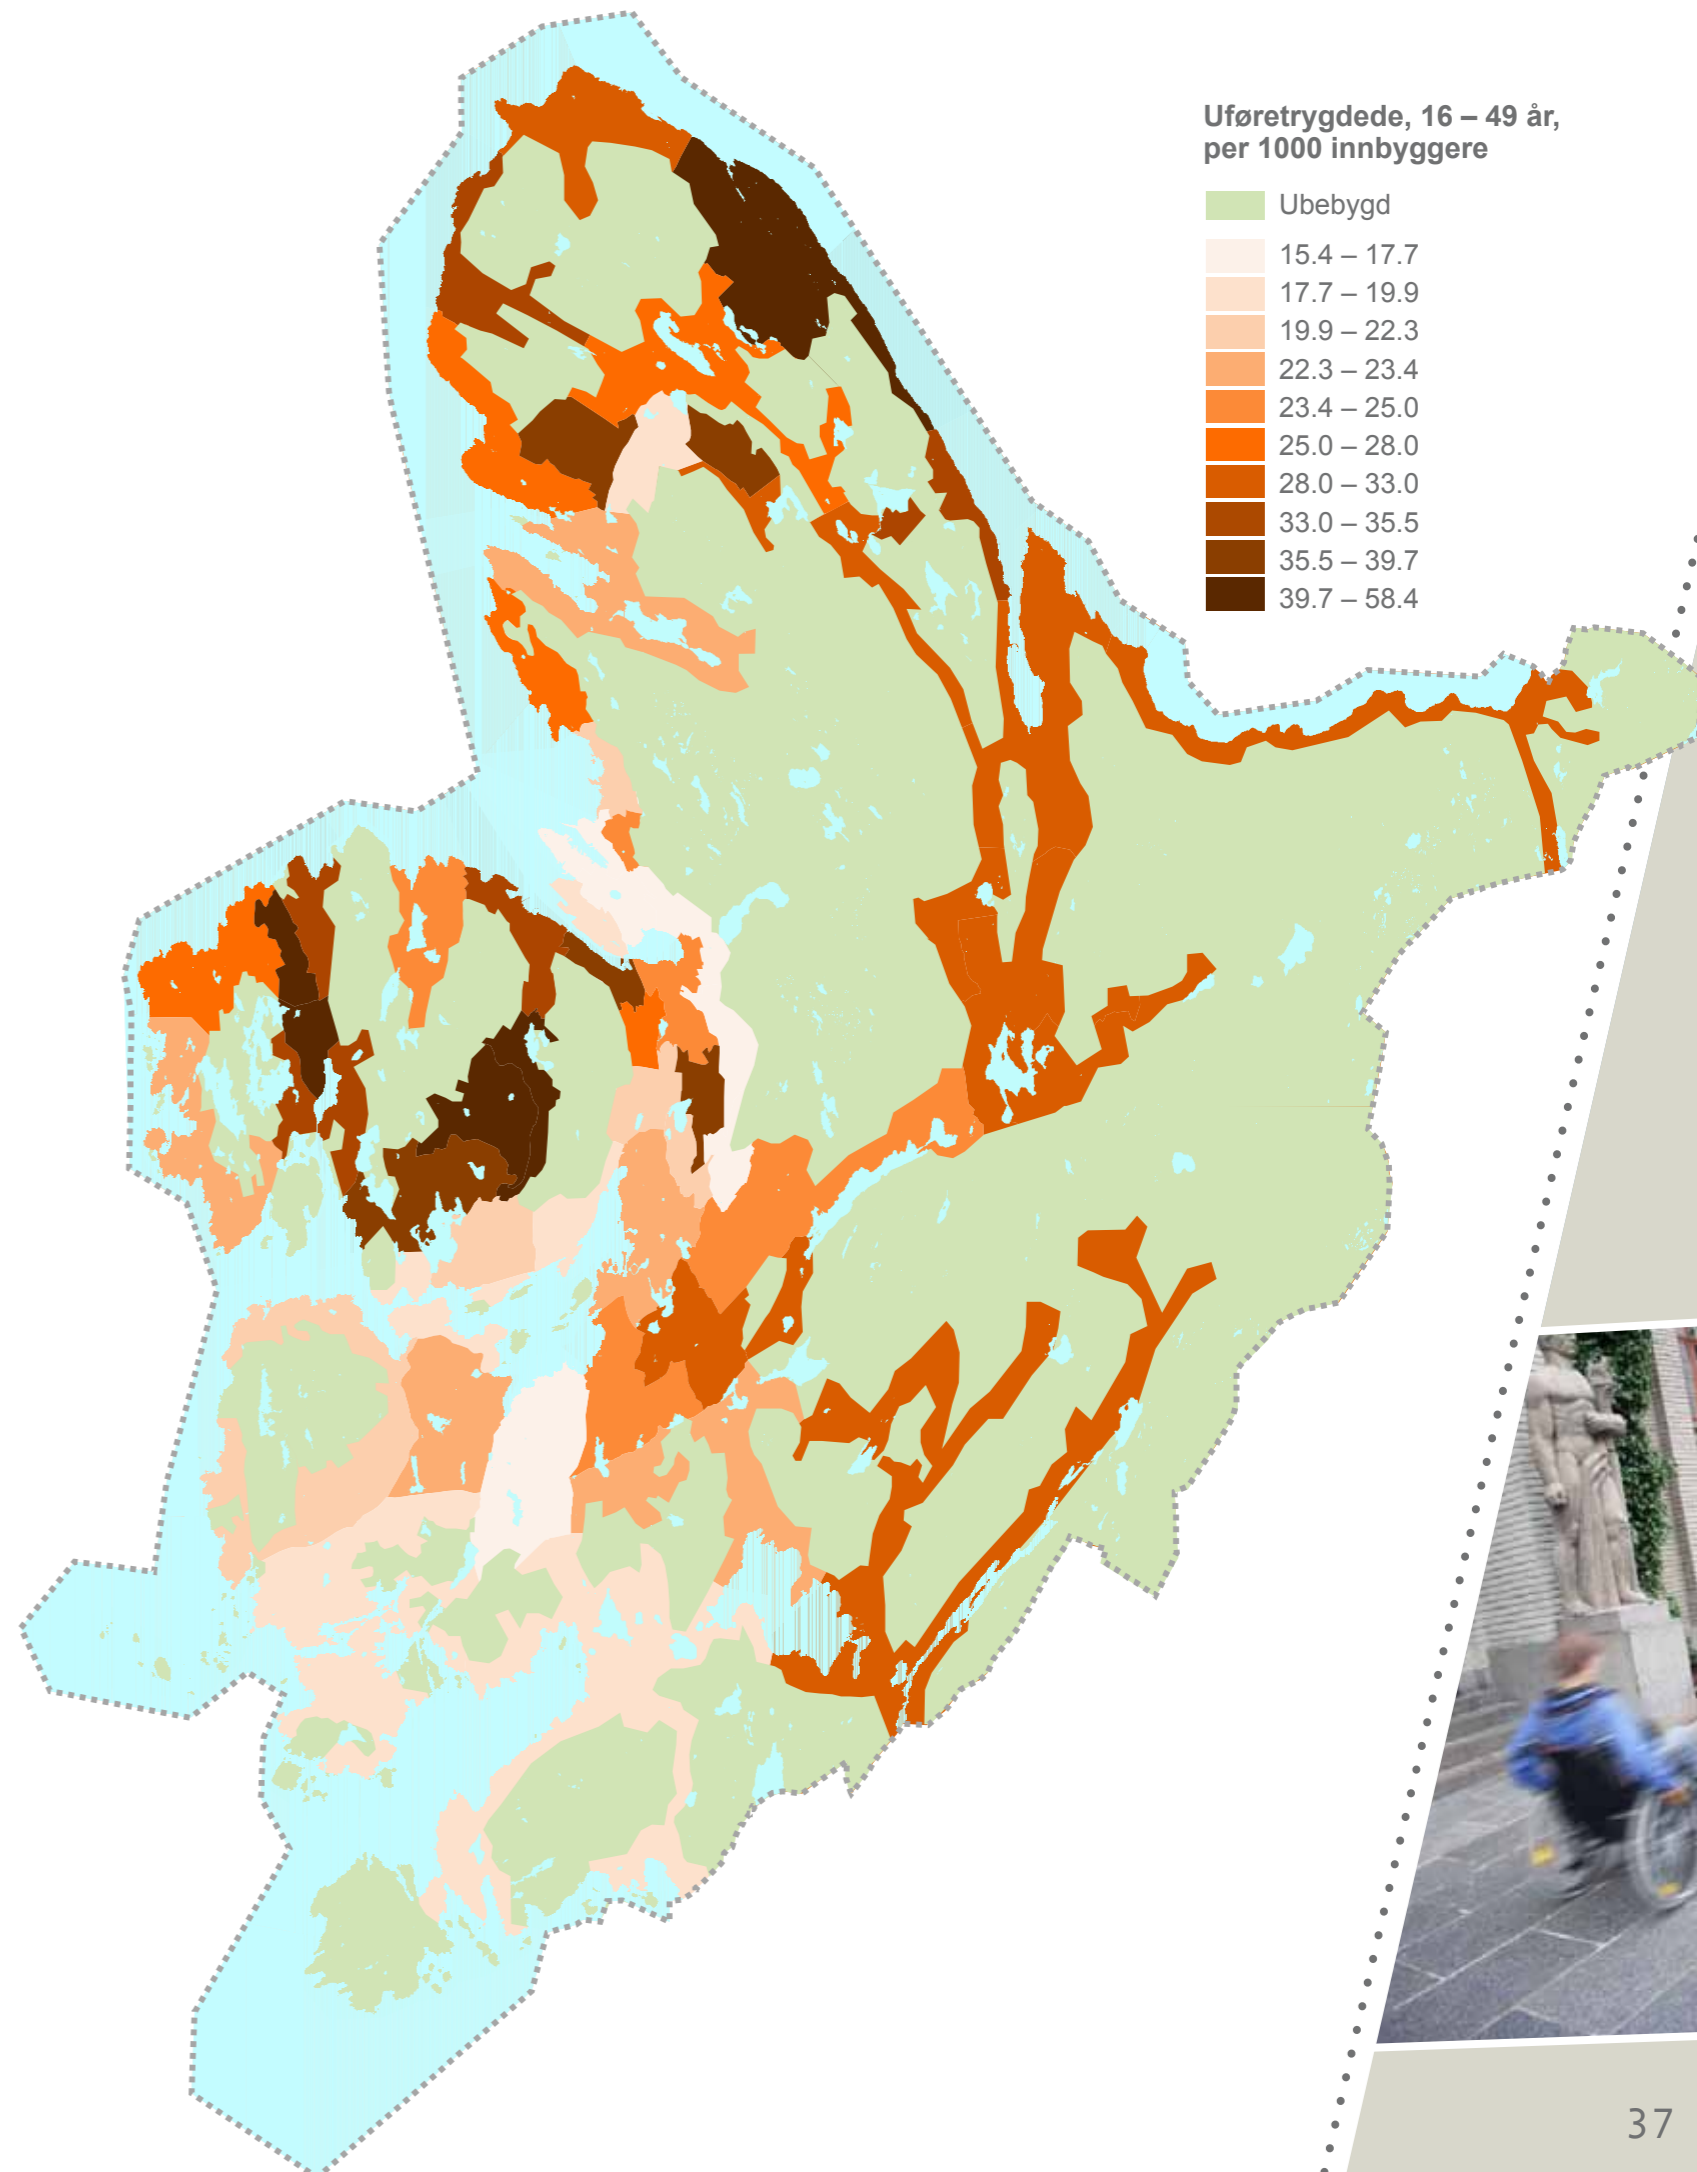 Uføretrygdede, 16 – 49 år,
per 1000 innbyggere
Ubebygd
15.4 – 17.7
17.7 – 19.9
19.9 – 22.3
22.3 – 23.4
23.4 – 25.0
25.0 – 28.0
28.0 – 33.0
33.0 – 35.5
35.5 – 39.7
39.7 – 58.4
37